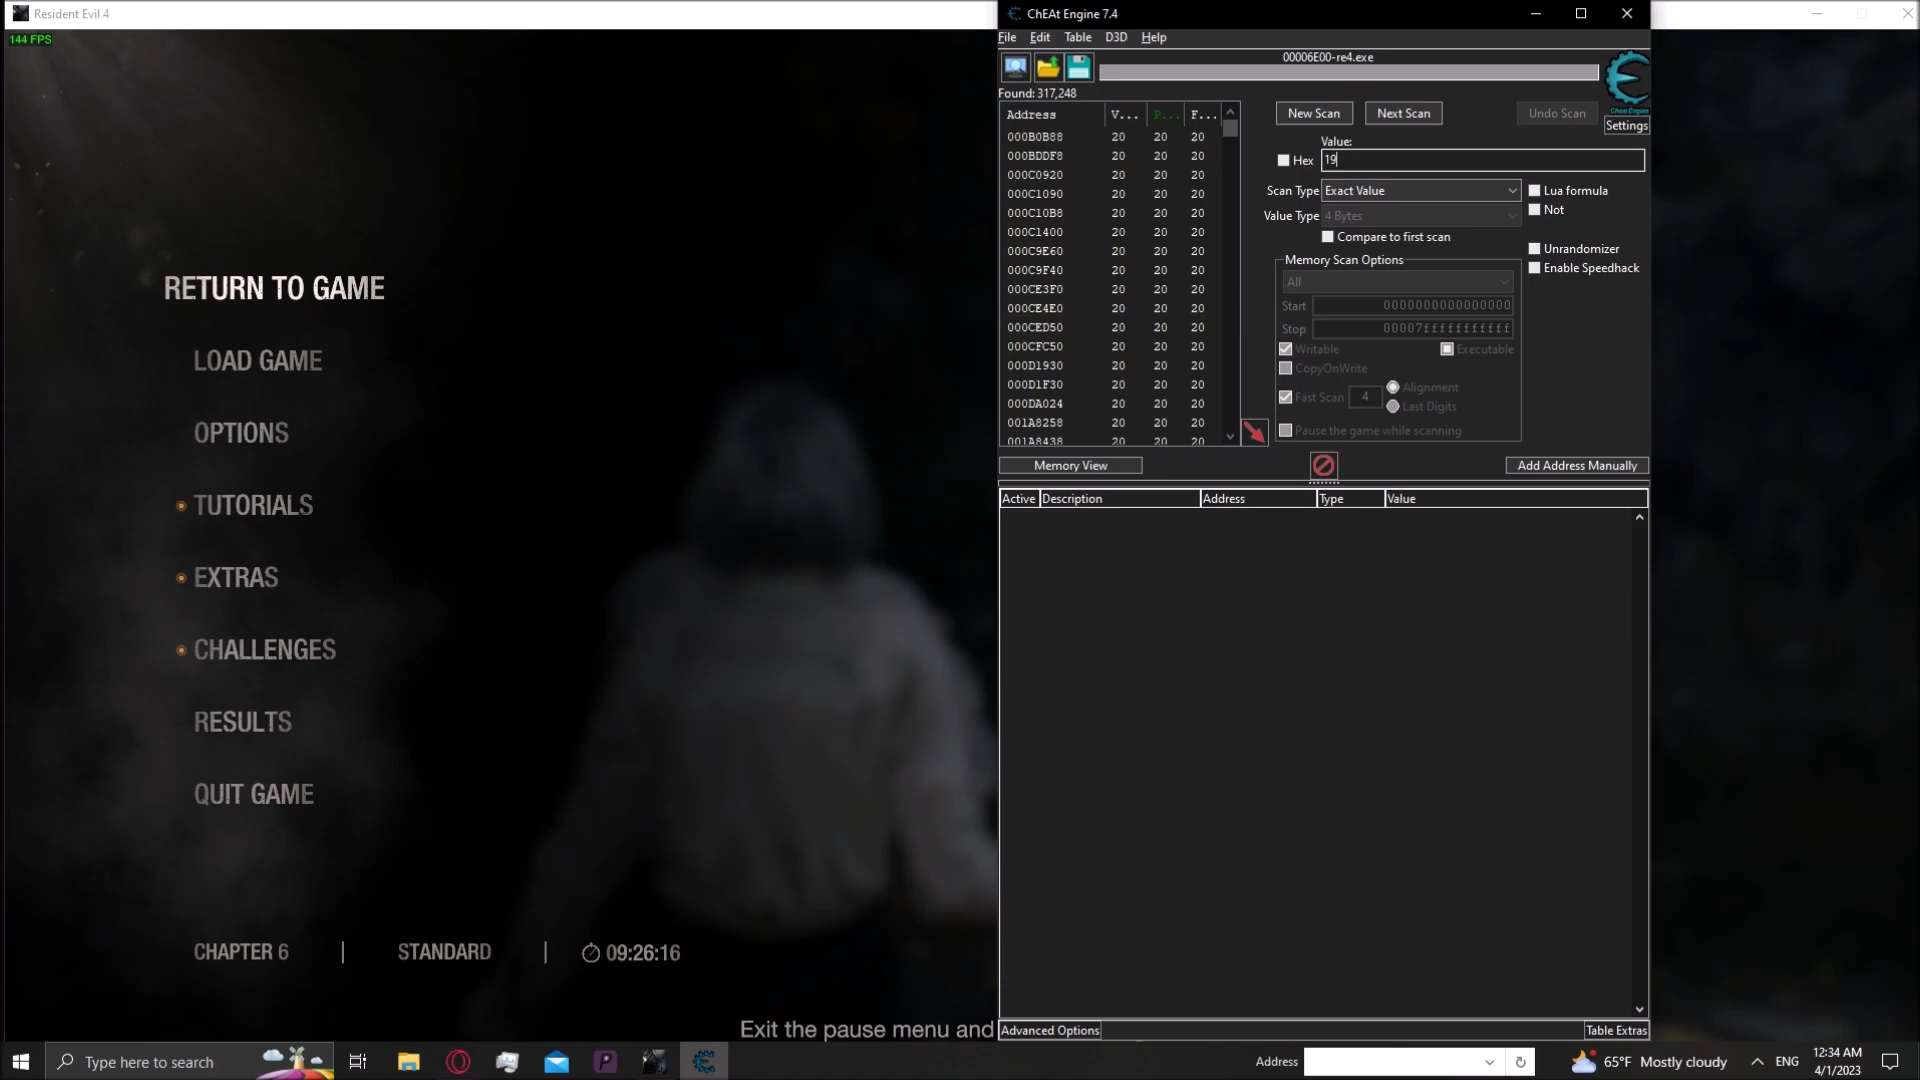 Resident Evil 4
144 FPS
RETURN TO GAME
LOAD GAME
OPTIONS
TUTORIALS
EXTRAS
CHALLENGES
RESULTS
QUIT GAME
CHAPTER 6 | STANDARD | 09:26:16
Exit the pause menu and
ChEAt Engine 7.4
File Edit Table D3D Help
00006E00-re4.exe
Found: 317,248
Address V... P... F...
000B0B88 20 20 20
000BDDF8 20 20 20
000C0920 20 20 20
000C1090 20 20 20
000C10B8 20 20 20
000C1400 20 20 20
000C9E60 20 20 20
000C9F40 20 20 20
000CE3F0 20 20 20
000CE4E0 20 20 20
000CED50 20 20 20
000CFC50 20 20 20
000D1930 20 20 20
000D1F30 20 20 20
000DA024 20 20 20
001A8258 20 20 20
001A8438 20 20 20
New Scan Next Scan Undo Scan
Cheat Engine
Settings
Value:
Hex 19
Scan Type Exact Value
Lua formula
Value Type 4 Bytes
Not
Compare to first scan
Unrandomizer
Enable Speedhack
Memory Scan Options
All
Start 0000000000000000
Stop 00007fffffffffff
Writable Executable
CopyOnWrite
Fast Scan 4 Alignment
Last Digits
Pause the game while scanning
Memory View Add Address Manually
Active Description Address Type Value
Advanced Options Table Extras
Type here to search
Address
65°F Mostly cloudy
ENG
12:34 AM
4/1/2023